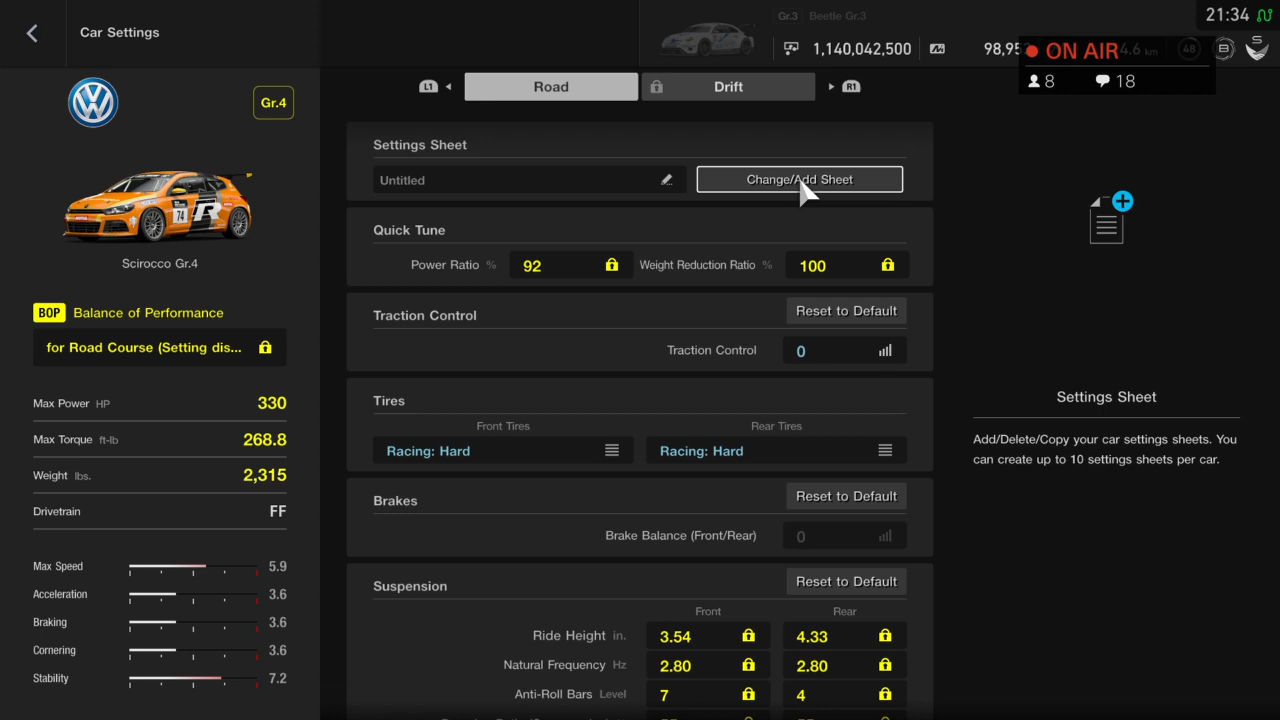 Car Settings
Gr.3 Beetle Gr.3
21:34
1,140,042,500
98,95
4.6 km
48
B
S
ON AIR
8 18
L1 Road Drift R1
Gr.4
74 R
Scirocco Gr.4
BOP Balance of Performance
for Road Course (Setting dis...
Max Power HP 330
Max Torque ft-lb 268.8
Weight lbs. 2,315
Drivetrain FF
Max Speed 5.9
Acceleration 3.6
Braking 3.6
Cornering 3.6
Stability 7.2
Settings Sheet
Untitled Change/Add Sheet
Quick Tune
Power Ratio % 92 Weight Reduction Ratio % 100
Traction Control Reset to Default
Traction Control 0
Tires
Front Tires Rear Tires
Racing: Hard Racing: Hard
Brakes Reset to Default
Brake Balance (Front/Rear) 0
Suspension Reset to Default
Front Rear
Ride Height in. 3.54 4.33
Natural Frequency Hz 2.80 2.80
Anti-Roll Bars Level 7 4
Settings Sheet
Add/Delete/Copy your car settings sheets. You
can create up to 10 settings sheets per car.